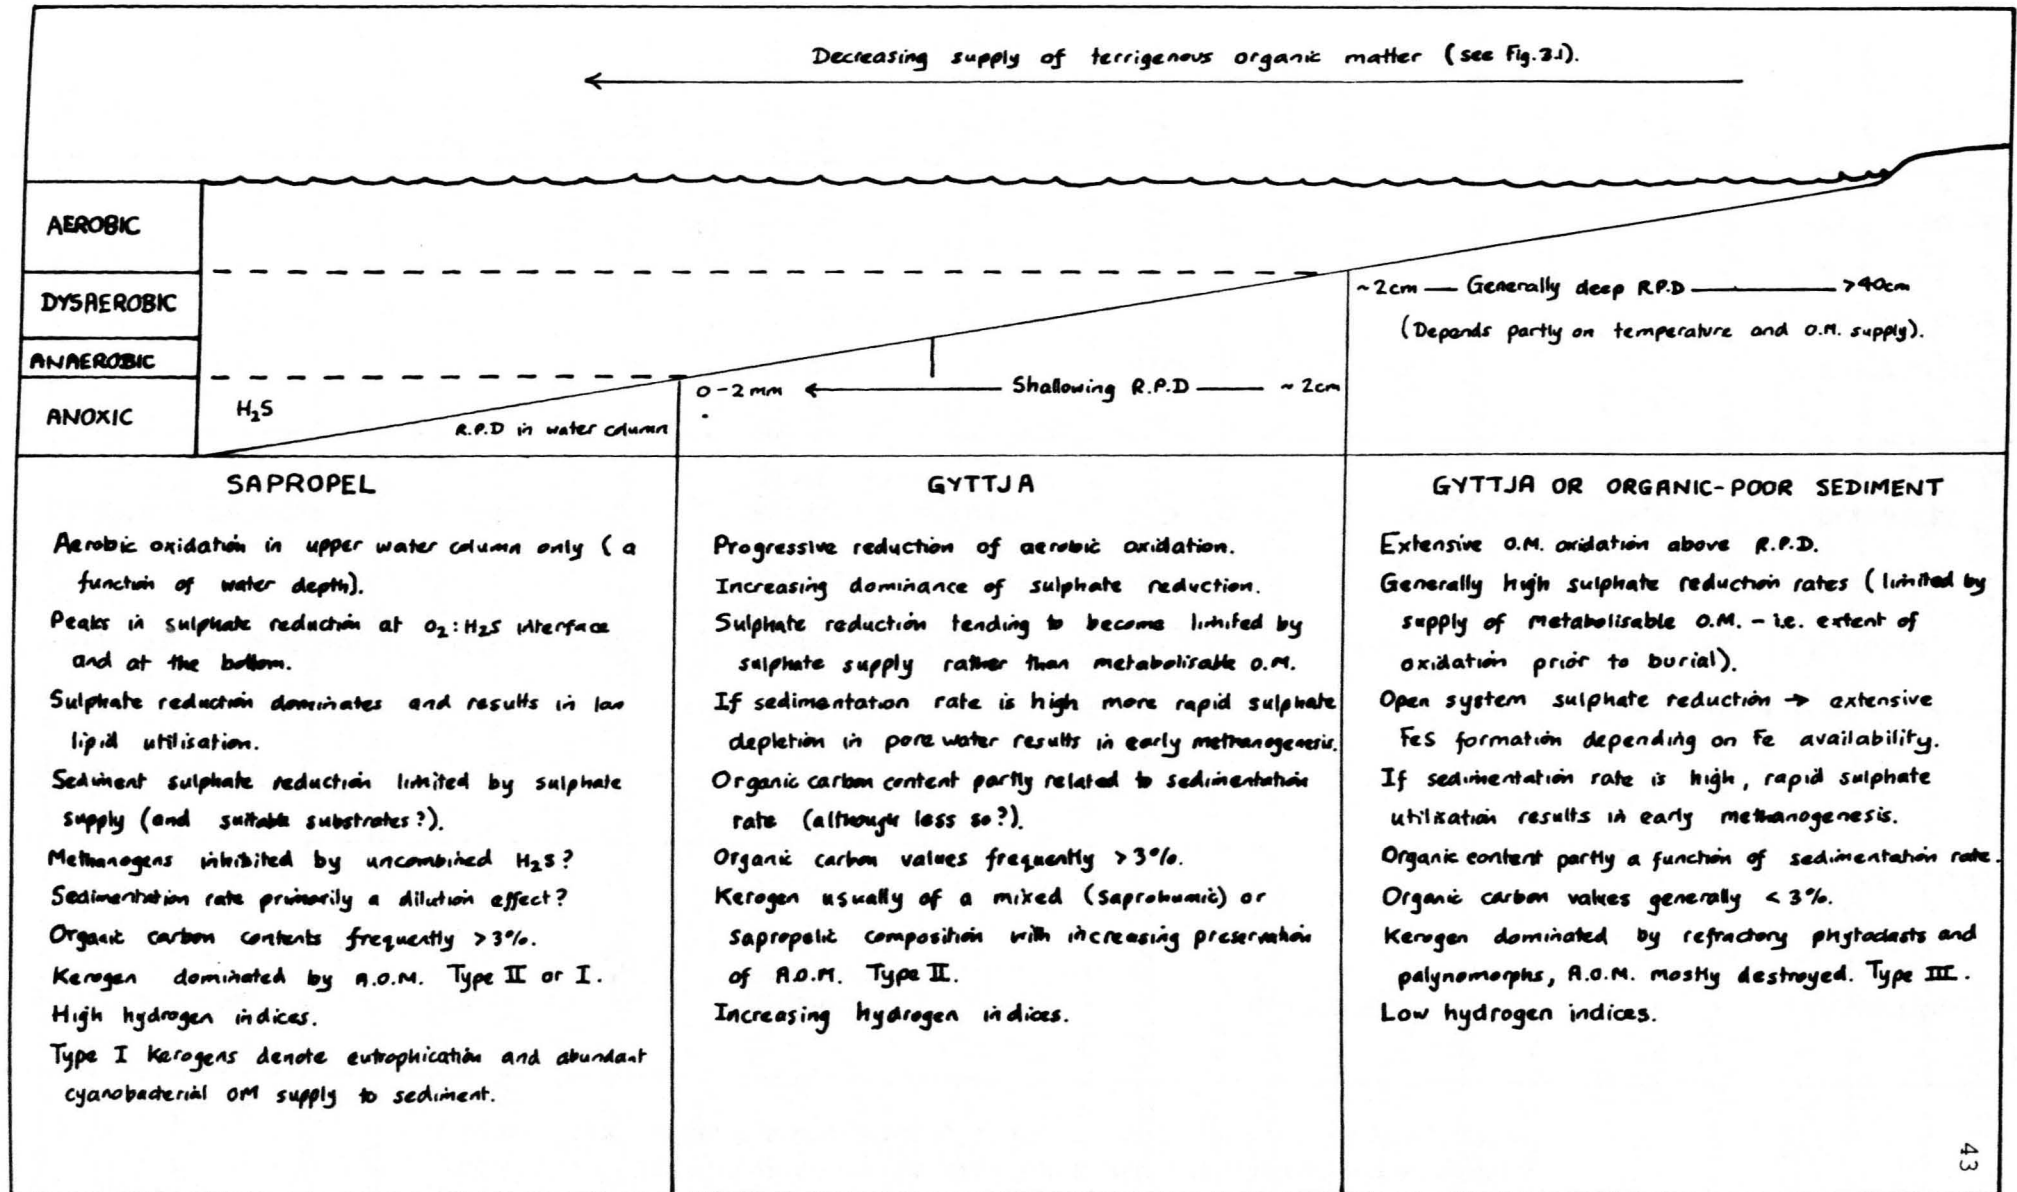 Decreasing supply of terrigenous organic matter (see Fig.3.1).
AEROBIC
DYSAEROBIC
ANAEROBIC
ANOXIC
H₂S
R.P.D in water column
0-2mm
Shallowing R.P.D
~2cm
~2cm — Generally deep R.P.D — >40cm
(Depends partly on temperature and O.M. supply).
SAPROPEL
Aerobic oxidation in upper water column only (a
function of water depth).
Peaks in sulphate reduction at O₂:H₂S interface
and at the bottom.
Sulphate reduction dominates and results in low
lipid utilisation.
Sediment sulphate reduction limited by sulphate
supply (and suitable substrates?).
Methanogens inhibited by uncombined H₂S?
Sedimentation rate primarily a dilution effect?
Organic carbon contents frequently >3%.
Kerogen dominated by A.O.M. Type II or I.
High hydrogen indices.
Type I Kerogens denote eutrophication and abundant
cyanobacterial OM supply to sediment.
GYTTJA
Progressive reduction of aerobic oxidation.
Increasing dominance of sulphate reduction.
Sulphate reduction tending to become limited by
sulphate supply rather than metabolisable O.M.
If sedimentation rate is high more rapid sulphate
depletion in pore water results in early methanogenesis.
Organic carbon content partly related to sedimentation
rate (although less so?).
Organic carbon values frequently >3%.
Kerogen usually of a mixed (Saprohumic) or
sapropelic composition with increasing preservation
of A.O.M. Type II.
Increasing hydrogen indices.
GYTTJA OR ORGANIC-POOR SEDIMENT
Extensive O.M. oxidation above R.P.D.
Generally high sulphate reduction rates (limited by
supply of metabolisable O.M. - i.e. extent of
oxidation prior to burial).
Open system sulphate reduction → extensive
FeS formation depending on Fe availability.
If sedimentation rate is high, rapid sulphate
utilisation results in early methanogenesis.
Organic content partly a function of sedimentation rate.
Organic carbon values generally <3%.
Kerogen dominated by refractory phytoclasts and
palynomorphs, A.O.M. mostly destroyed. Type III.
Low hydrogen indices.
43